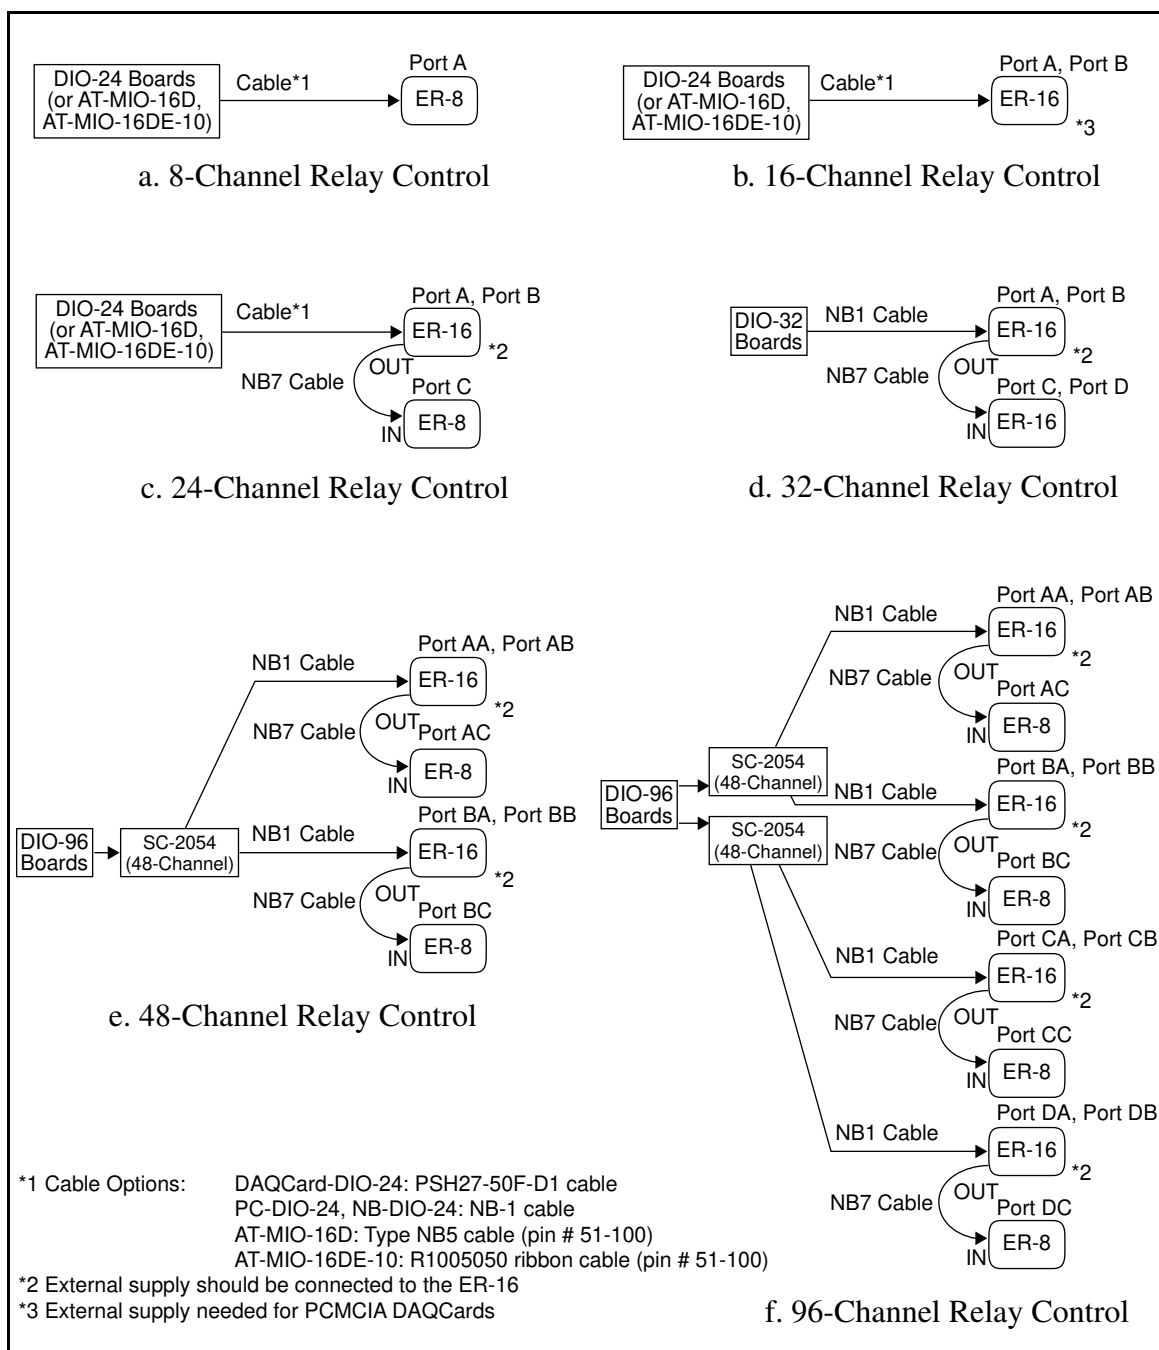 Port A
DIO-24 Boards
(or AT-MIO-16D,
AT-MIO-16DE-10)
Cable*1
ER-8
a. 8-Channel Relay Control
Port A, Port B
DIO-24 Boards
(or AT-MIO-16D,
AT-MIO-16DE-10)
Cable*1
ER-16
*3
b. 16-Channel Relay Control
Port A, Port B
DIO-24 Boards
(or AT-MIO-16D,
AT-MIO-16DE-10)
Cable*1
ER-16
*2
OUT
NB7 Cable
Port C
ER-8
IN
c. 24-Channel Relay Control
Port A, Port B
DIO-32
Boards
NB1 Cable
ER-16
*2
OUT
NB7 Cable
Port C, Port D
ER-16
IN
d. 32-Channel Relay Control
Port AA, Port AB
NB1 Cable
ER-16
*2
OUT
NB7 Cable
Port AC
ER-8
IN
Port BA, Port BB
DIO-96
Boards
SC-2054
(48-Channel)
NB1 Cable
ER-16
*2
OUT
NB7 Cable
Port BC
ER-8
IN
e. 48-Channel Relay Control
Port AA, Port AB
NB1 Cable
ER-16
*2
OUT
NB7 Cable
Port AC
ER-8
IN
SC-2054
(48-Channel)
Port BA, Port BB
DIO-96
Boards
NB1 Cable
ER-16
*2
SC-2054
(48-Channel)
OUT
NB7 Cable
Port BC
ER-8
IN
Port CA, Port CB
NB1 Cable
ER-16
*2
OUT
NB7 Cable
Port CC
ER-8
IN
Port DA, Port DB
NB1 Cable
ER-16
*2
OUT
NB7 Cable
Port DC
ER-8
IN
f. 96-Channel Relay Control
*1 Cable Options: DAQCard-DIO-24: PSH27-50F-D1 cable
PC-DIO-24, NB-DIO-24: NB-1 cable
AT-MIO-16D: Type NB5 cable (pin # 51-100)
AT-MIO-16DE-10: R1005050 ribbon cable (pin # 51-100)
*2 External supply should be connected to the ER-16
*3 External supply needed for PCMCIA DAQCards